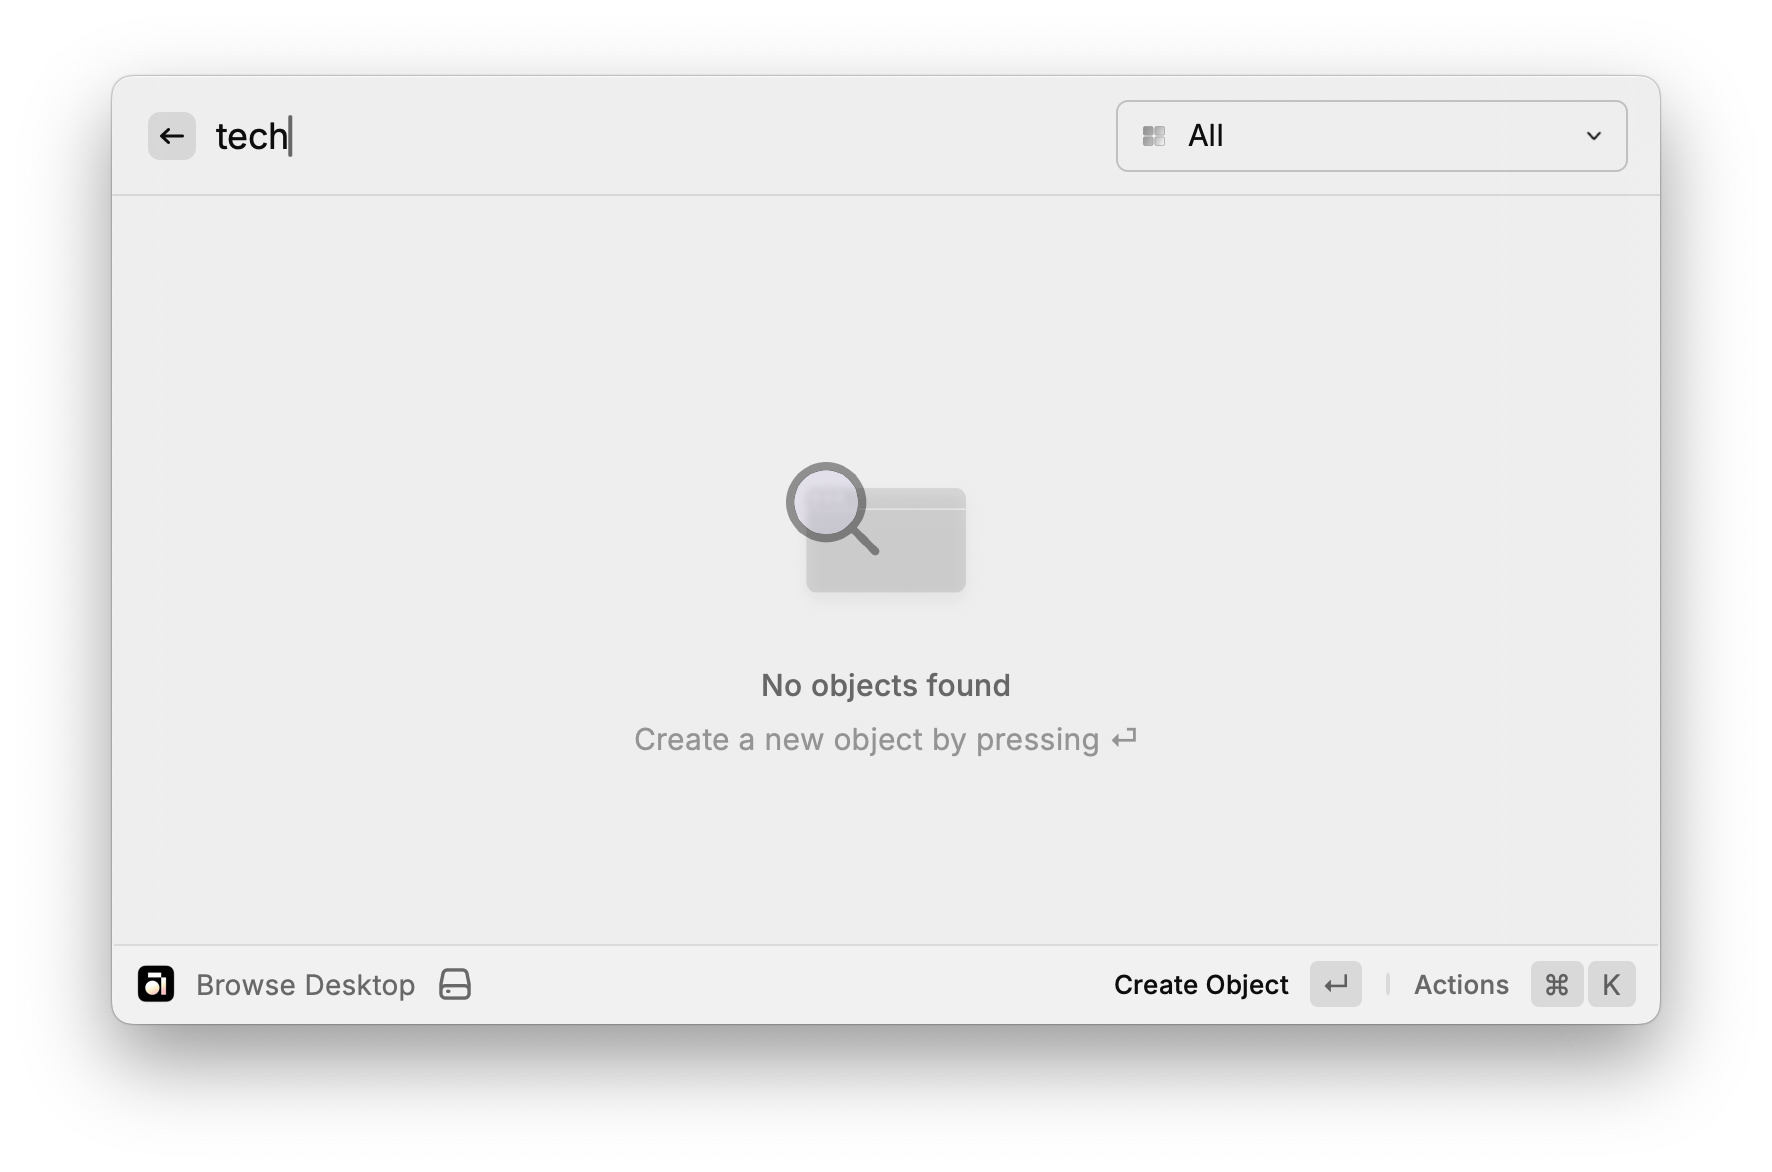 tech
All
No objects found
Create a new object by pressing ↵
Browse Desktop
Create Object ↵ Actions ⌘ K